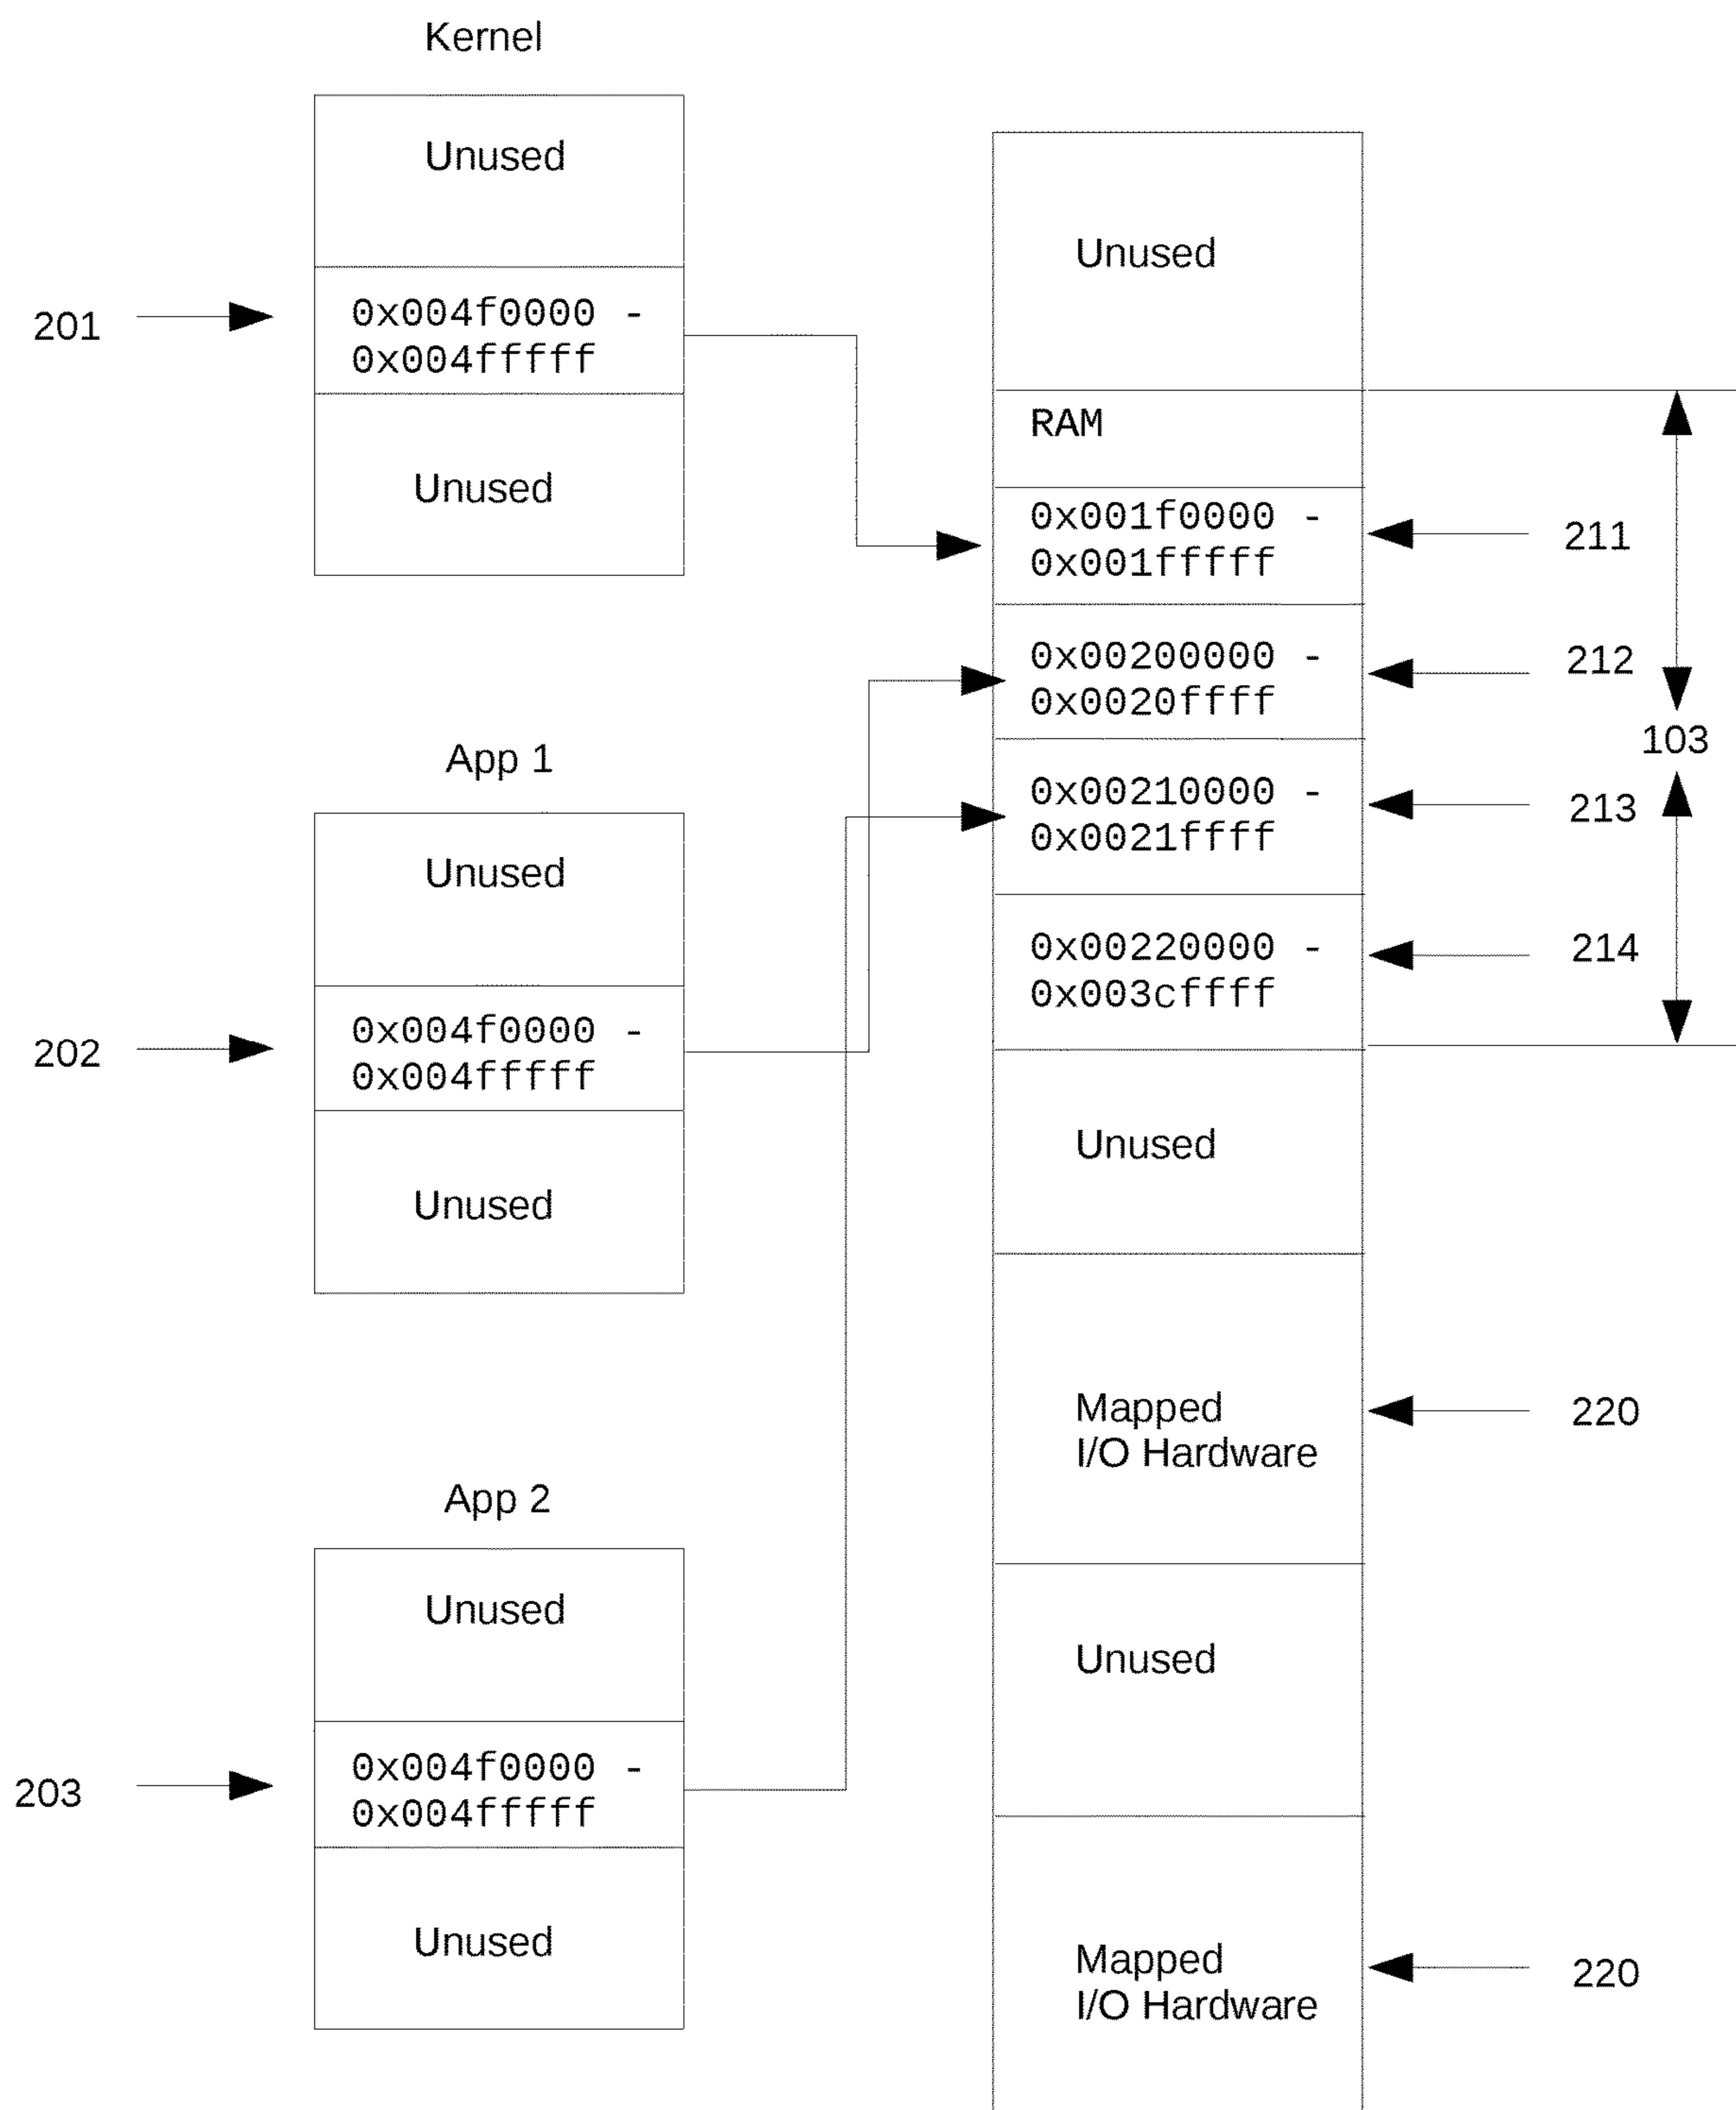 Kernel
Unused
201
0x004f0000 -
0x004fffff
Unused
App 1
Unused
202
0x004f0000 -
0x004fffff
Unused
App 2
Unused
203
0x004f0000 -
0x004fffff
Unused
Unused
RAM
0x001f0000 -
0x001fffff
211
0x00200000 -
0x0020ffff
212
103
0x00210000 -
0x0021ffff
213
0x00220000 -
0x003cffff
214
Unused
Mapped
I/O Hardware
220
Unused
Mapped
I/O Hardware
220